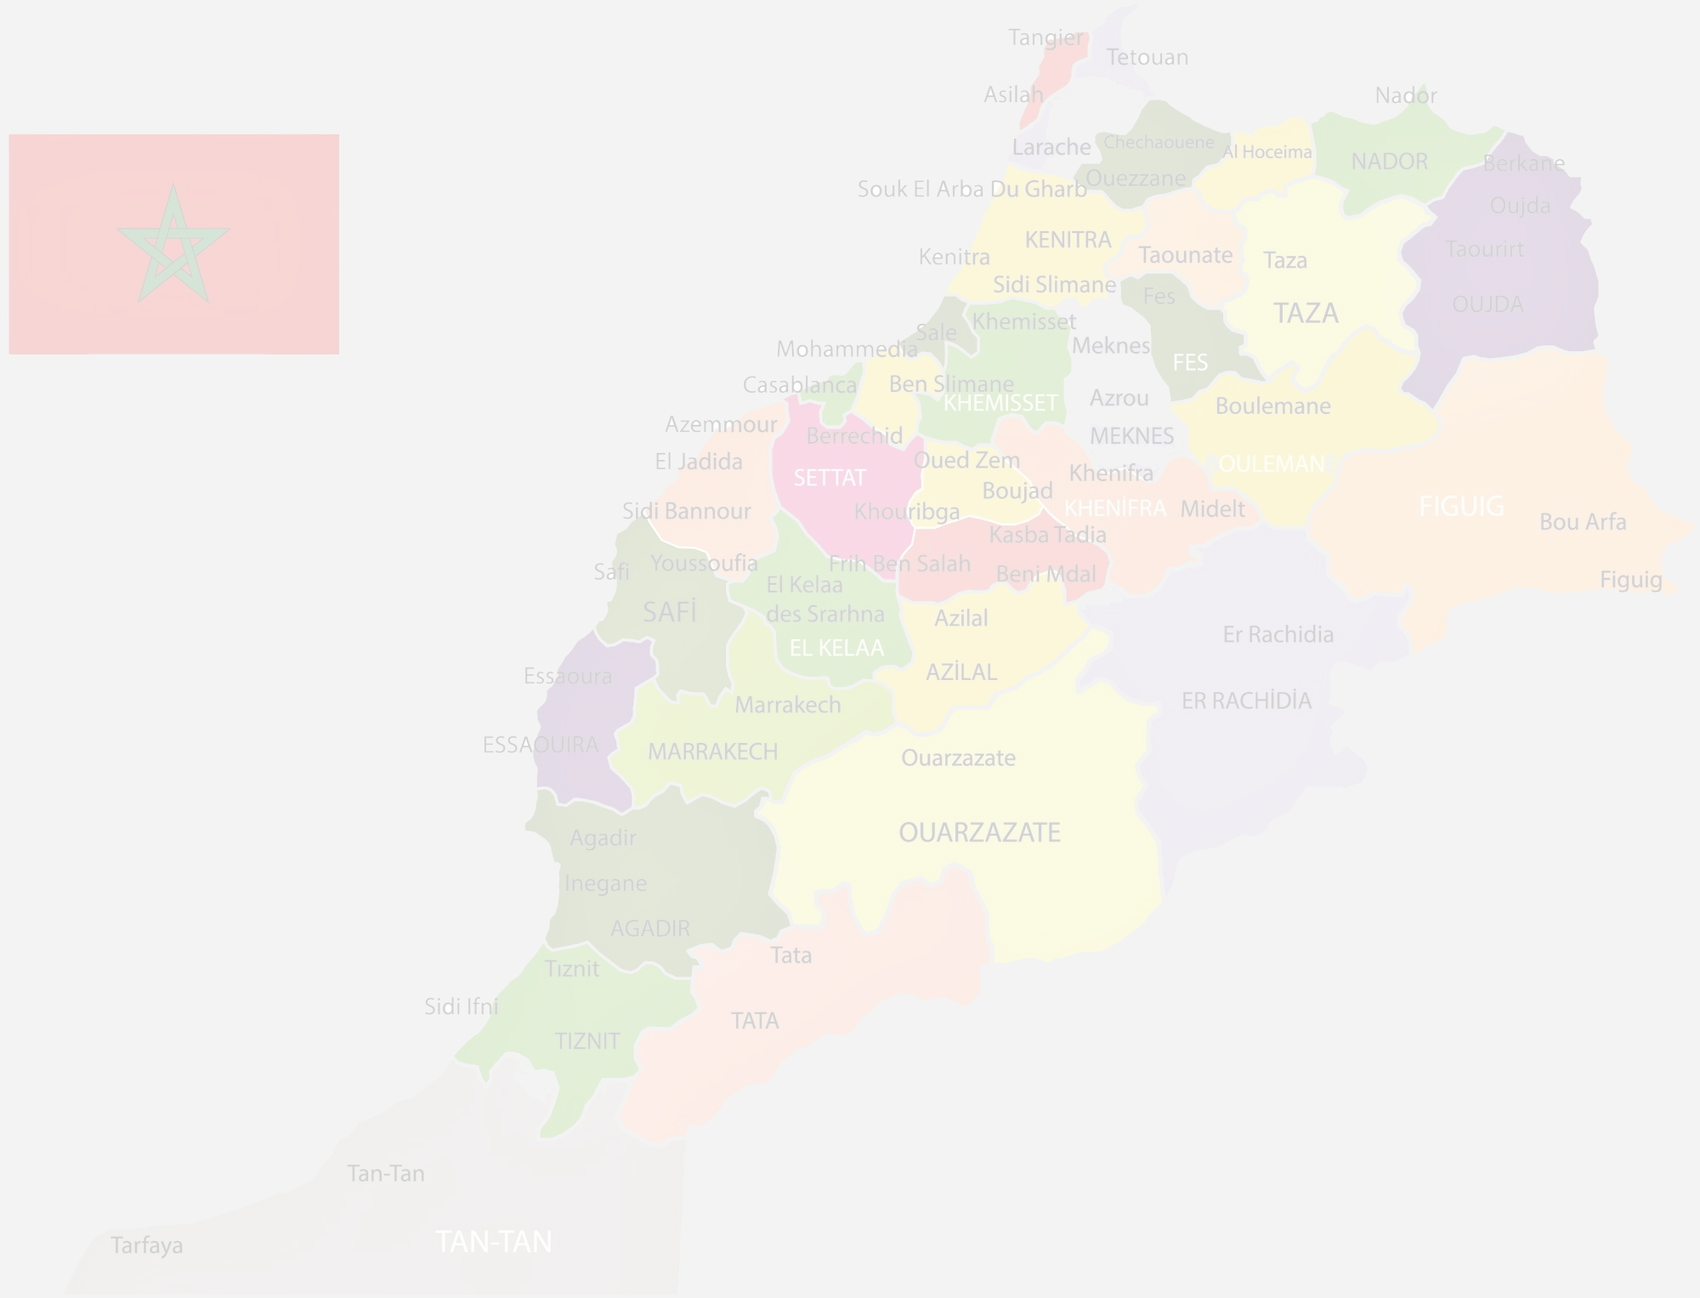 Tangier
Tetouan
Asilah
Nador
Larache
Chechaouene
Al Hoceima
NADOR
Berkane
Souk El Arba Du Gharb
Ouezzane
Oujda
KENITRA
Taounate
Taza
Taourirt
Kenitra
Sidi Slimane
Fes
TAZA
OUJDA
Sale
Khemisset
Mohammedia
Meknes
FES
Casablanca
Ben Slimane
KHEMISSET
Azrou
Boulemane
Azemmour
Berrechid
MEKNES
El Jadida
SETTAT
Oued Zem
Khenifra
OULEMAN
Boujad
Sidi Bannour
Khouribga
KHENİFRA
Midelt
FIGUIG
Bou Arfa
Kasba Tadia
Safi
Youssoufia
Frih Ben Salah
Beni Mdal
Figuig
El Kelaa
des Srarhna
SAFİ
Azilal
Er Rachidia
EL KELAA
Essaoura
AZİLAL
Marrakech
ER RACHİDİA
ESSAOUIRA
MARRAKECH
Ouarzazate
Agadir
OUARZAZATE
Inegane
AGADIR
Tıznit
Tata
Sidi Ifni
TIZNIT
TATA
Tan-Tan
Tarfaya
TAN-TAN